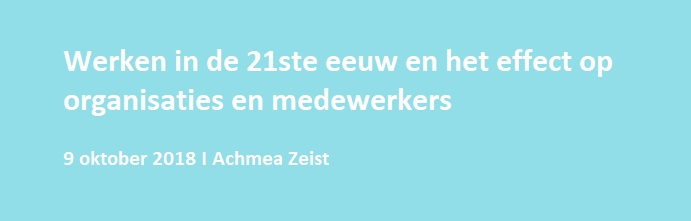 Werken in de 21ste eeuw en het effect op
organisaties en medewerkers
9 oktober 2018 I Achmea Zeist